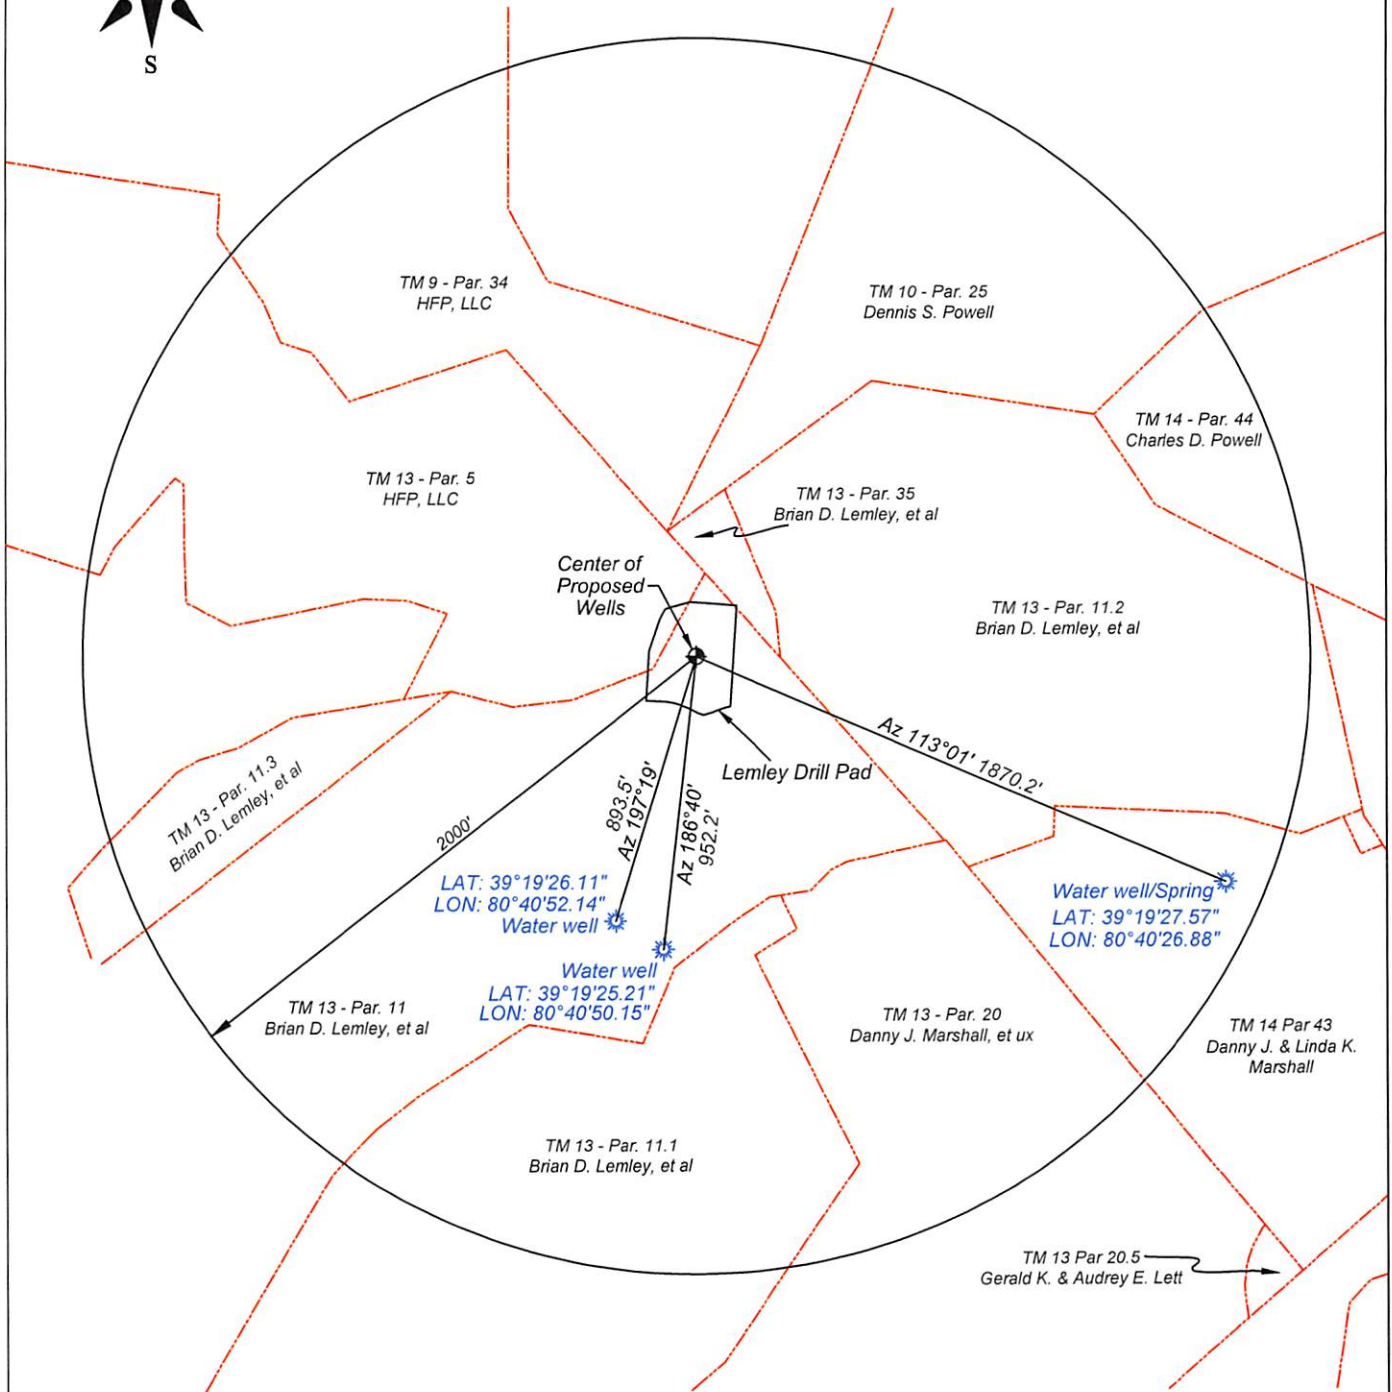 S
TM 9 - Par. 34
HFP, LLC
TM 10 - Par. 25
Dennis S. Powell
TM 14 - Par. 44
Charles D. Powell
TM 13 - Par. 5
HFP, LLC
TM 13 - Par. 35
Brian D. Lemley, et al
Center of
Proposed
Wells
TM 13 - Par. 11.2
Brian D. Lemley, et al
Az 113°01' 1870.2'
Lemley Drill Pad
TM 13 - Par. 11.3
Brian D. Lemley, et al
2000'
893.5'
Az 197°19'
Az 186°40'
952.2'
LAT: 39°19'26.11"
LON: 80°40'52.14"
Water well
Water well/Spring
LAT: 39°19'27.57"
LON: 80°40'26.88"
Water well
LAT: 39°19'25.21"
LON: 80°40'50.15"
TM 13 - Par. 11
Brian D. Lemley, et al
TM 13 - Par. 20
Danny J. Marshall, et ux
TM 14 Par 43
Danny J. & Linda K.
Marshall
TM 13 - Par. 11.1
Brian D. Lemley, et al
TM 13 Par 20.5
Gerald K. & Audrey E. Lett